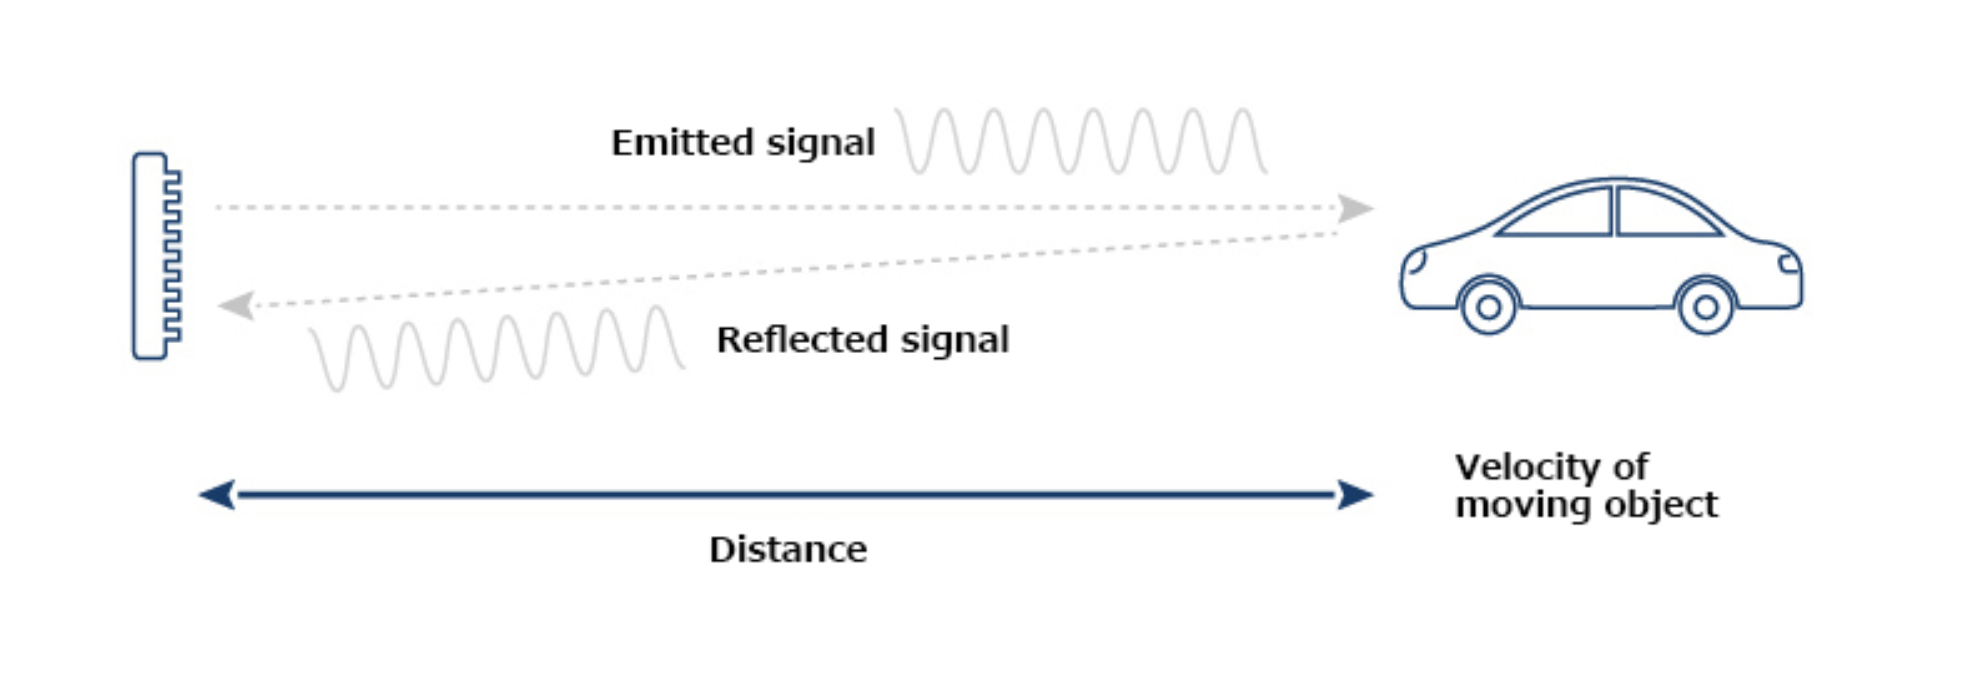 Emitted signal
Reflected signal
Velocity of
moving object
Distance